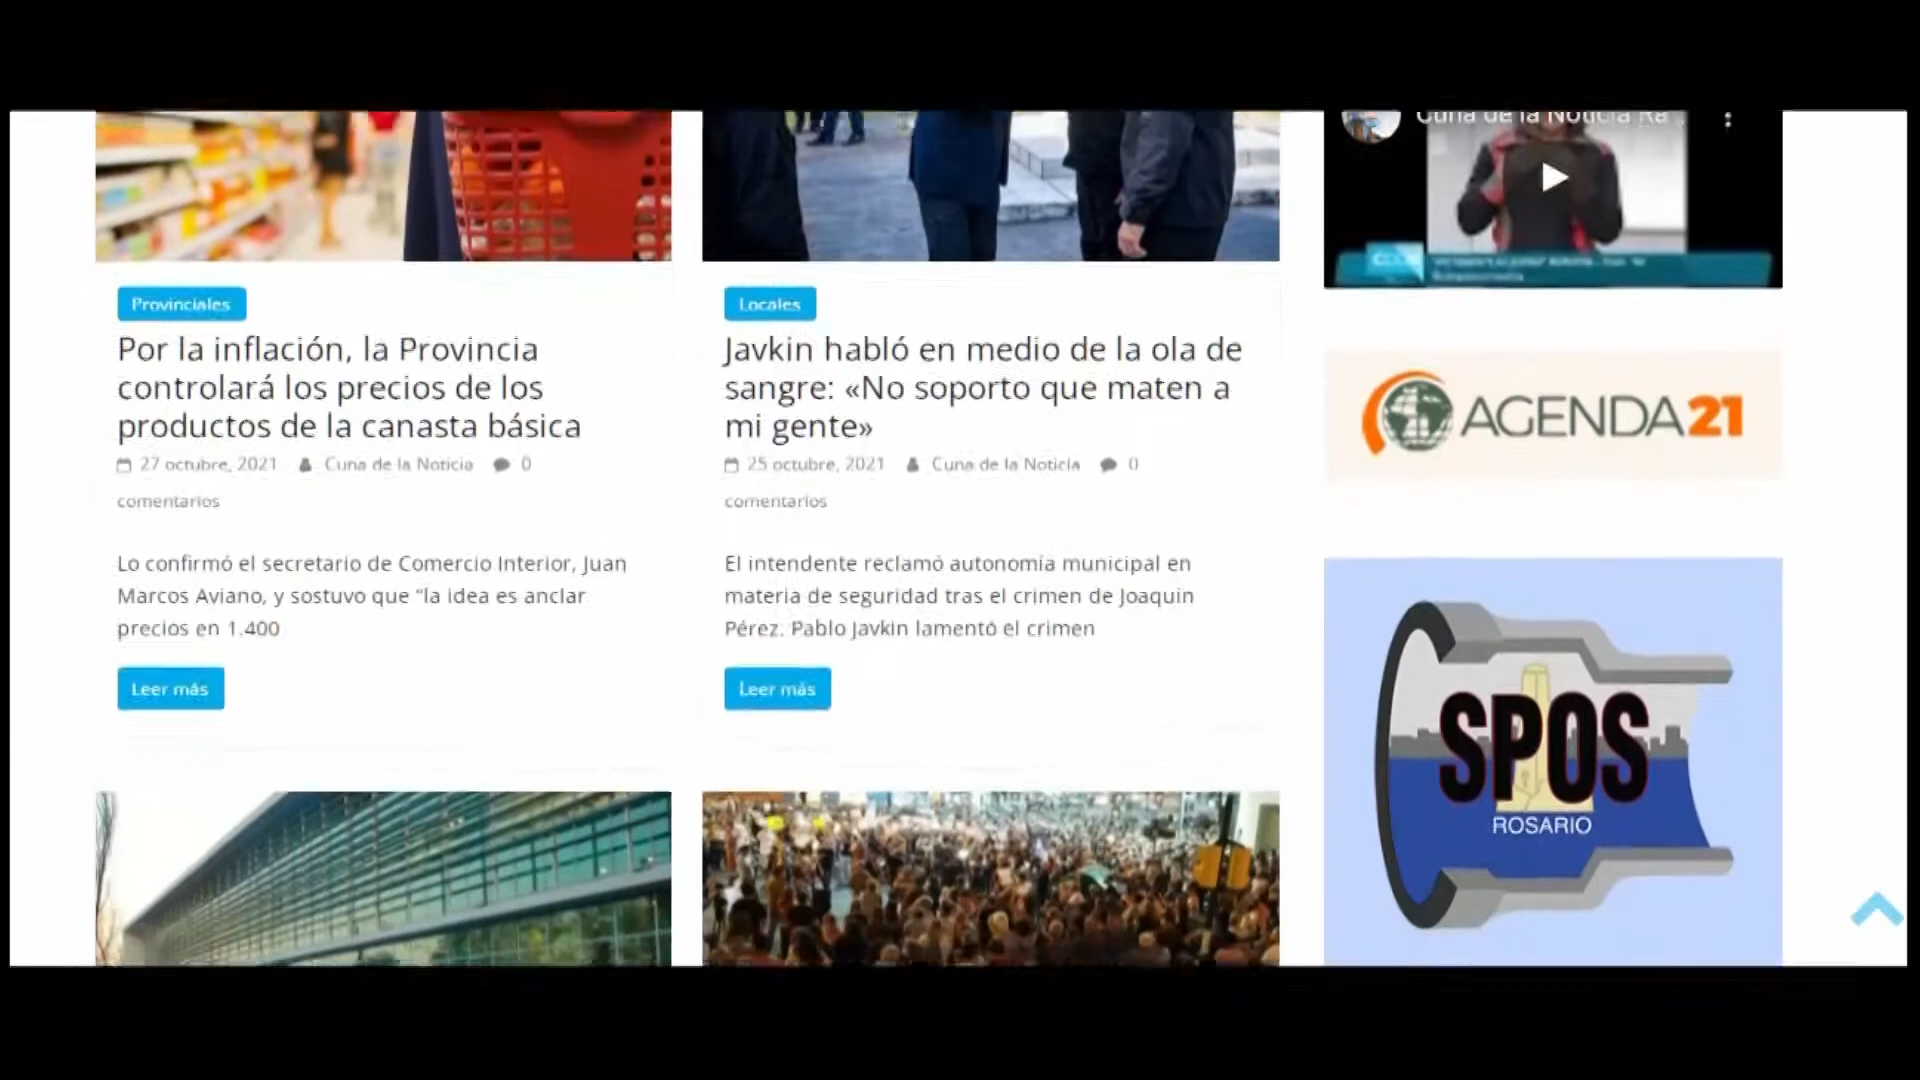 Provinciales
Por la inflación, la Provincia
controlará los precios de los
productos de la canasta básica
27 octubre, 2021 Cuna de la Noticia 0
comentarios
Lo confirmó el secretario de Comercio Interior, Juan
Marcos Aviano, y sostuvo que “la idea es anclar
precios en 1.400
Leer más
Locales
Javkin habló en medio de la ola de
sangre: «No soporto que maten a
mi gente»
25 octubre, 2021 Cuna de la Noticia 0
comentarios
El intendente reclamó autonomía municipal en
materia de seguridad tras el crimen de Joaquin
Pérez. Pablo Javkin lamentó el crimen
Leer más
Cuna de la Noticia Ra...
AGENDA21
SPOS
ROSARIO